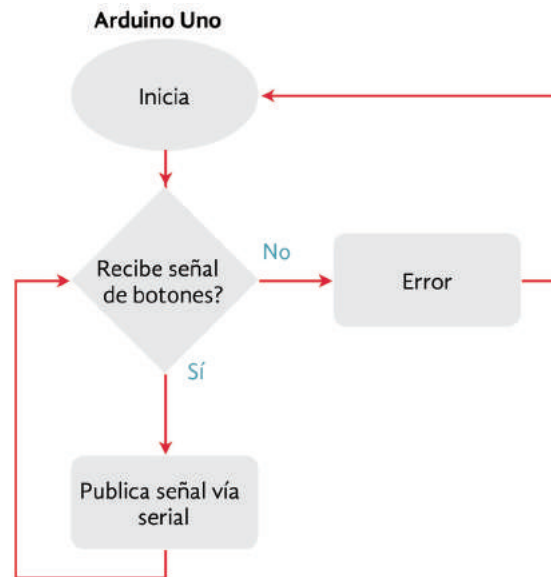 Arduino Uno
Inicia
Recibe señal
de botones?
No
Error
Sí
Publica señal vía
serial